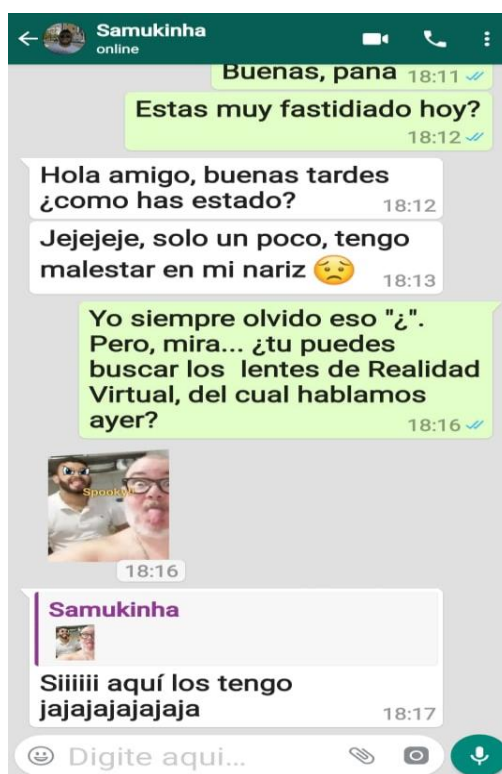 Samukinha
online
Buenas, pana 18:11
Estas muy fastidiado hoy?
18:12
Hola amigo, buenas tardes
¿como has estado? 18:12
Jejejeje, solo un poco, tengo
malestar en mi nariz 😟 18:13
Yo siempre olvido eso "¿".
Pero, mira... ¿tu puedes
buscar los lentes de Realidad
Virtual, del cual hablamos
ayer? 18:16
Spooky!!
18:16
Samukinha
Siiiiii aquí los tengo
jajajajajajaja 18:17
Digite aqui...